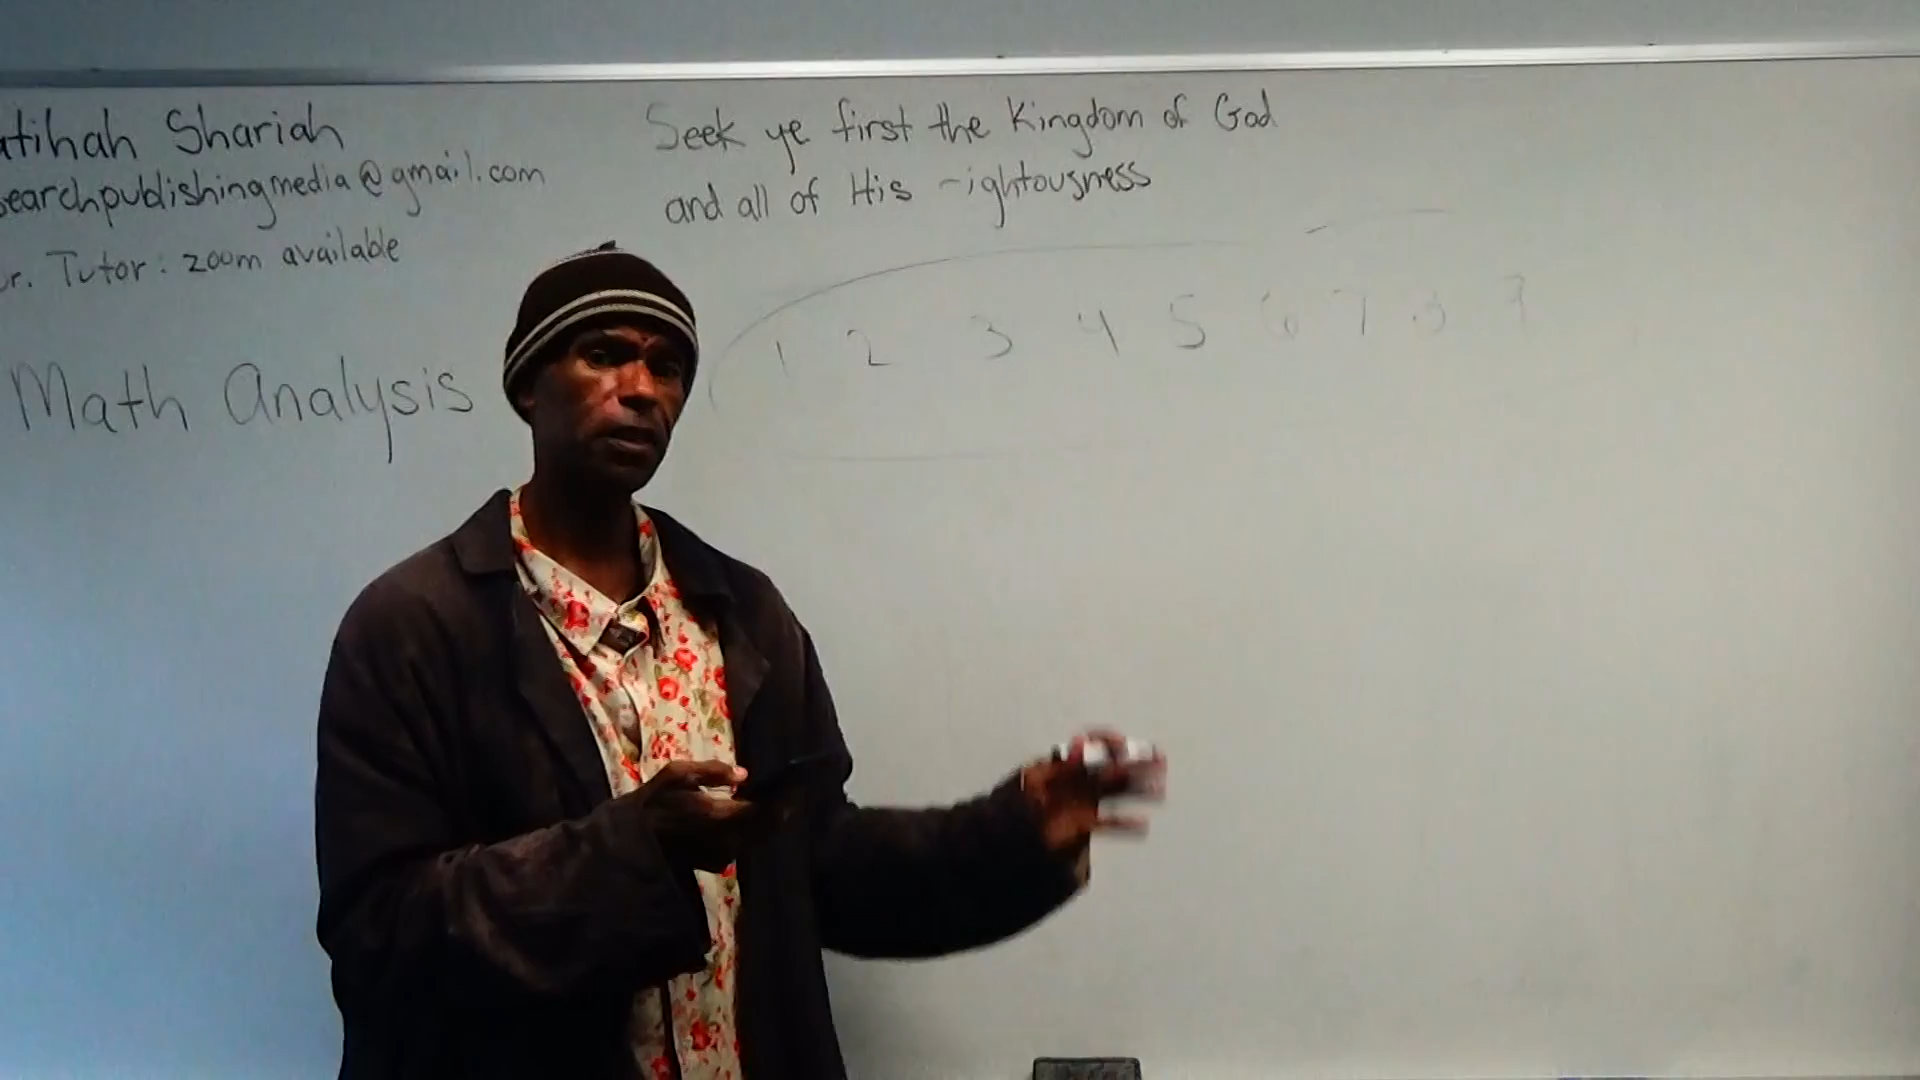 atihah Shariah
searchpublishingmedia@gmail.com
r. Tutor: zoom available
Math Analysis
Seek ye first the Kingdom of God
and all of His rightousness
1 2 3 4 5 6 7 8 9